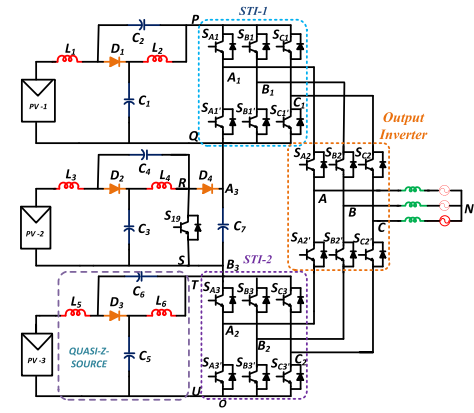 P
STI-1
C2
SA1
SB1
SC1
L1
D1
L2
A1
B1
C1
PV -1
C1
SA1'
SB1'
SC1'
Q
Output
Inverter
C4
SA2
SB2
SC2
L3
D2
L4
R
D4
A3
A
B
C
N
PV -2
C3
S19
C7
SA2'
SB2'
SC2'
S
B3
STI-2
C6
T
L5
D3
L6
SA3
SB3
SC3
A2
B2
C2
QUASI-Z-
SOURCE
C5
PV -3
SA3'
SB3'
SC3'
U
O